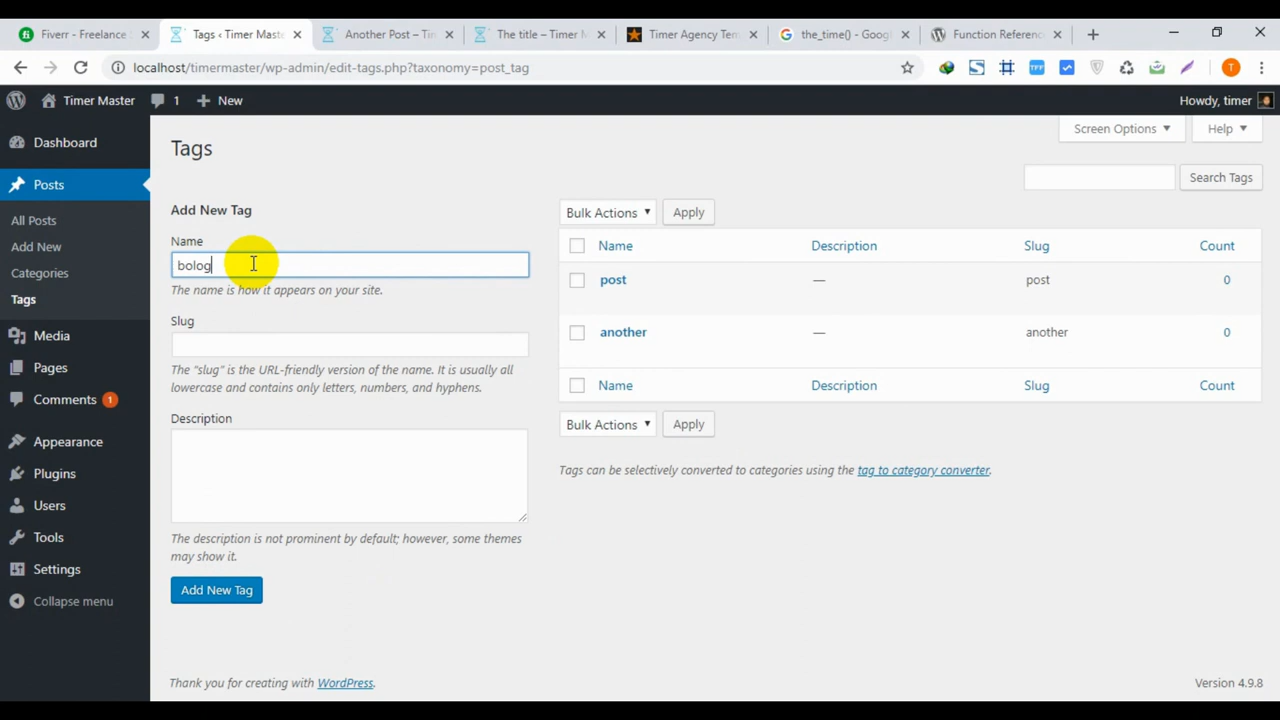 Fiverr - Freelance
Tags ‹ Timer Maste
Another Post – Tin
The title – Timer M
Timer Agency Tem
the_time() - Googl
Function Referenc
localhost/timermaster/wp-admin/edit-tags.php?taxonomy=post_tag
TFF
T
Timer Master
1
New
Howdy, timer
Dashboard
Posts
All Posts
Add New
Categories
Tags
Media
Pages
Comments 1
Appearance
Plugins
Users
Tools
Settings
Collapse menu
Screen Options
Help
Tags
Search Tags
Add New Tag
Name
bolog
The name is how it appears on your site.
Slug
The "slug" is the URL-friendly version of the name. It is usually all
lowercase and contains only letters, numbers, and hyphens.
Description
The description is not prominent by default; however, some themes
may show it.
Add New Tag
Bulk Actions Apply
Name Description Slug Count
post — post 0
another — another 0
Name Description Slug Count
Bulk Actions Apply
Tags can be selectively converted to categories using the tag to category converter.
Thank you for creating with WordPress.
Version 4.9.8